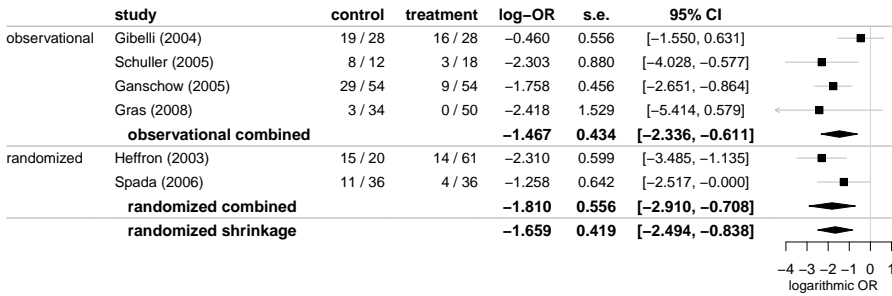 study control treatment log−OR s.e. 95% CI
observational Gibelli (2004) 19 / 28 16 / 28 −0.460 0.556 [−1.550, 0.631]
Schuller (2005) 8 / 12 3 / 18 −2.303 0.880 [−4.028, −0.577]
Ganschow (2005) 29 / 54 9 / 54 −1.758 0.456 [−2.651, −0.864]
Gras (2008) 3 / 34 0 / 50 −2.418 1.529 [−5.414, 0.579]
observational combined −1.467 0.434 [−2.336, −0.611]
randomized Heffron (2003) 15 / 20 14 / 61 −2.310 0.599 [−3.485, −1.135]
Spada (2006) 11 / 36 4 / 36 −1.258 0.642 [−2.517, −0.000]
randomized combined −1.810 0.556 [−2.910, −0.708]
randomized shrinkage −1.659 0.419 [−2.494, −0.838]
−4 −3 −2 −1 0 1
logarithmic OR